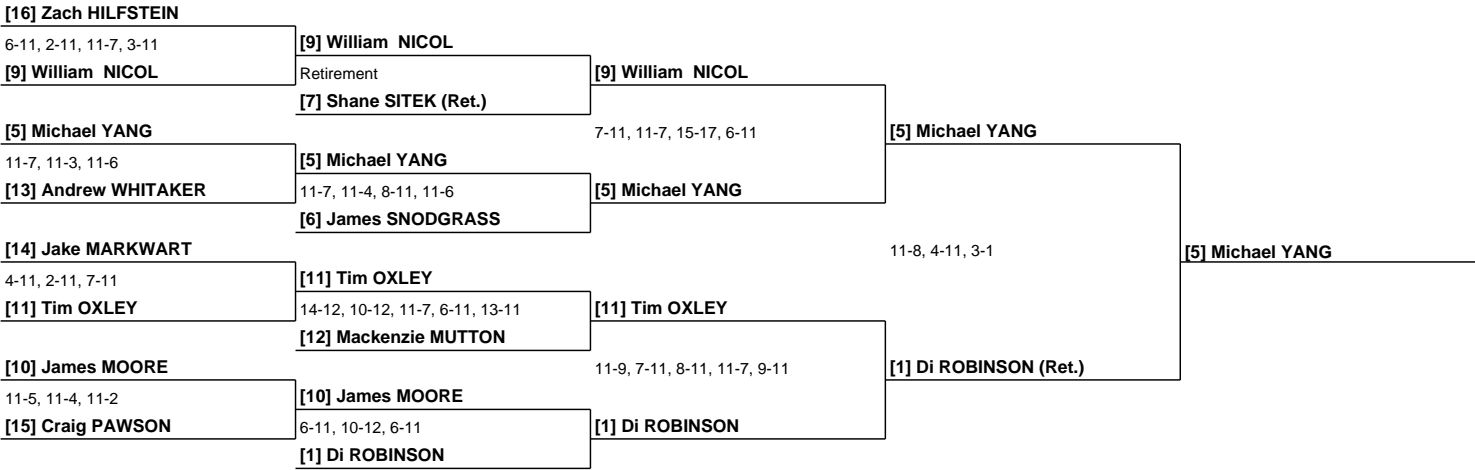 [16] Zach HILFSTEIN
6-11, 2-11, 11-7, 3-11
[9] William  NICOL
[9] William  NICOL
Retirement
[7] Shane SITEK (Ret.)
[9] William  NICOL
[5] Michael YANG
11-7, 11-3, 11-6
[13] Andrew WHITAKER
[5] Michael YANG
11-7, 11-4, 8-11, 11-6
[6] James SNODGRASS
[5] Michael YANG
7-11, 11-7, 15-17, 6-11
[5] Michael YANG
[14] Jake MARKWART
4-11, 2-11, 7-11
[11] Tim OXLEY
[11] Tim OXLEY
14-12, 10-12, 11-7, 6-11, 13-11
[12] Mackenzie MUTTON
[11] Tim OXLEY
[10] James MOORE
11-5, 11-4, 11-2
[15] Craig PAWSON
[10] James MOORE
6-11, 10-12, 6-11
[1] Di ROBINSON
[1] Di ROBINSON
11-9, 7-11, 8-11, 11-7, 9-11
[1] Di ROBINSON (Ret.)
11-8, 4-11, 3-1
[5] Michael YANG